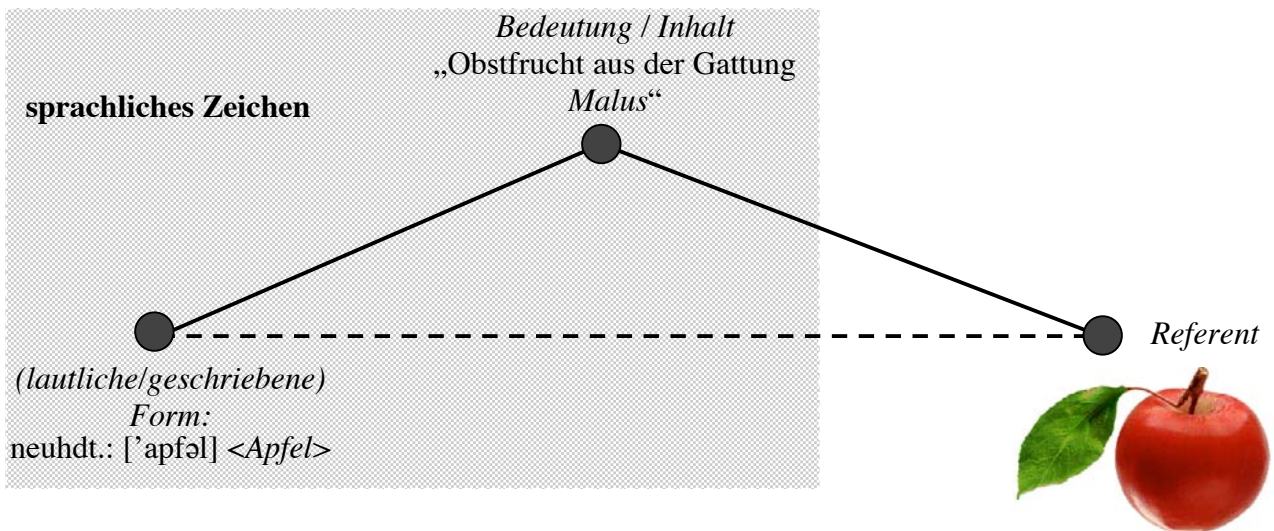 Bedeutung / Inhalt
„Obstfrucht aus der Gattung
Malus“
sprachliches Zeichen
Referent
(lautliche/geschriebene)
Form:
neuhdt.: [’apfəl] <Apfel>